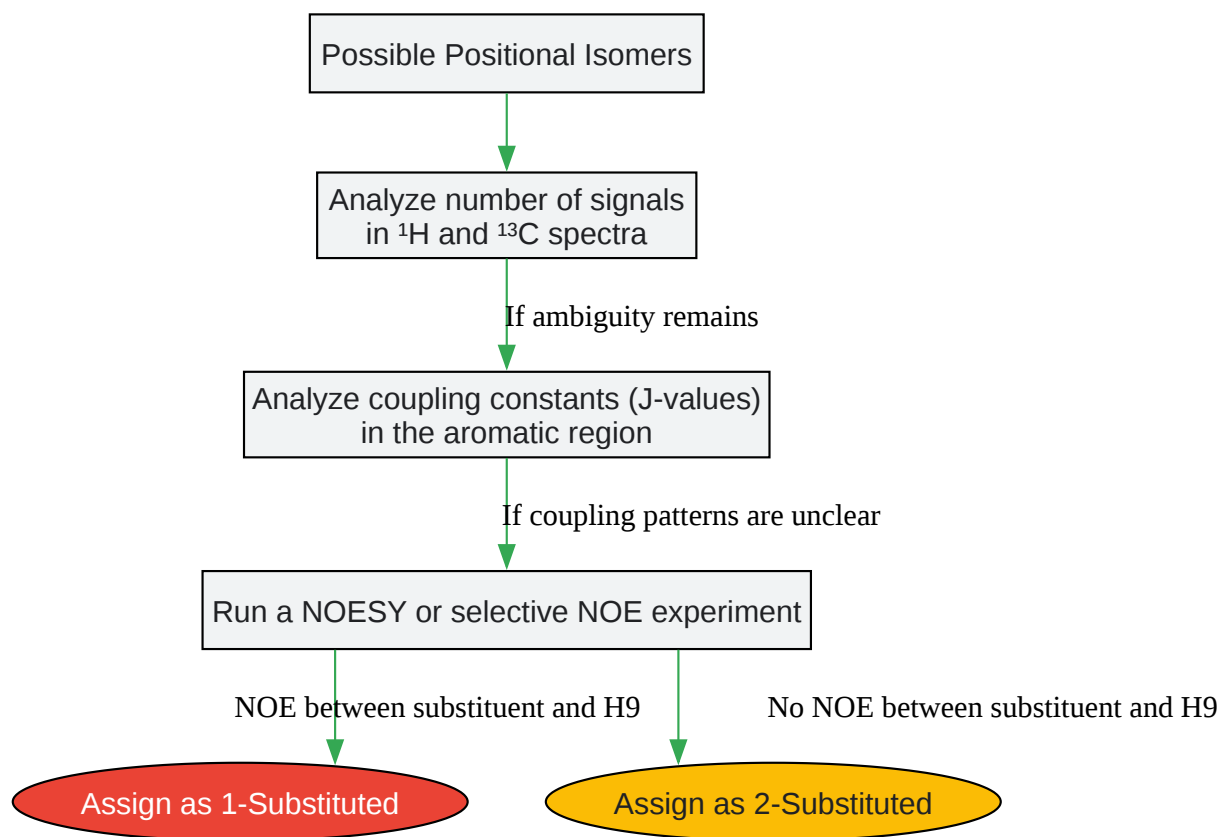 Possible Positional Isomers
Analyze number of signals
in ¹H and ¹³C spectra
If ambiguity remains
Analyze coupling constants (J-values)
in the aromatic region
If coupling patterns are unclear
Run a NOESY or selective NOE experiment
NOE between substituent and H9
No NOE between substituent and H9
Assign as 1-Substituted
Assign as 2-Substituted